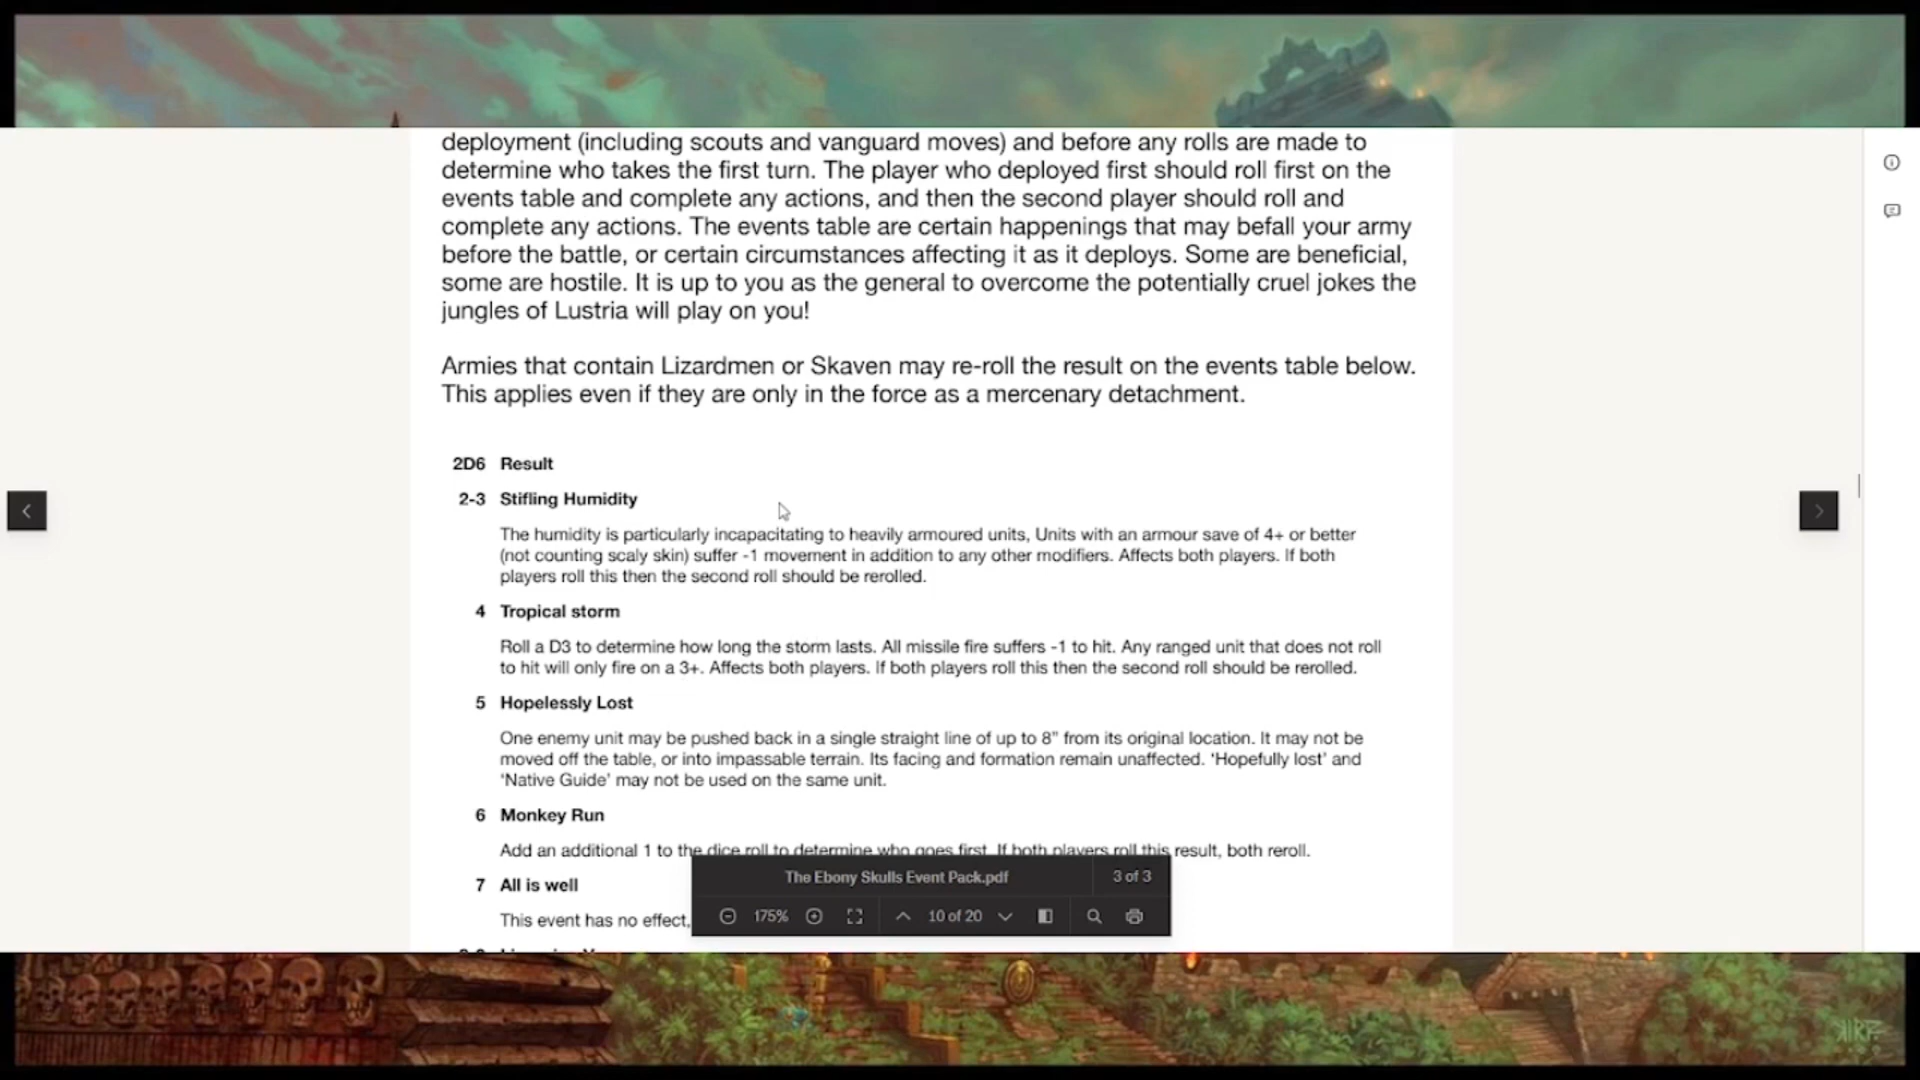 deployment (including scouts and vanguard moves) and before any rolls are made to
determine who takes the first turn. The player who deployed first should roll first on the
events table and complete any actions, and then the second player should roll and
complete any actions. The events table are certain happenings that may befall your army
before the battle, or certain circumstances affecting it as it deploys. Some are beneficial,
some are hostile. It is up to you as the general to overcome the potentially cruel jokes the
jungles of Lustria will play on you!
Armies that contain Lizardmen or Skaven may re-roll the result on the events table below.
This applies even if they are only in the force as a mercenary detachment.
2D6 Result
2-3 Stifling Humidity
The humidity is particularly incapacitating to heavily armoured units, Units with an armour save of 4+ or better
(not counting scaly skin) suffer -1 movement in addition to any other modifiers. Affects both players. If both
players roll this then the second roll should be rerolled.
4 Tropical storm
Roll a D3 to determine how long the storm lasts. All missile fire suffers -1 to hit. Any ranged unit that does not roll
to hit will only fire on a 3+. Affects both players. If both players roll this then the second roll should be rerolled.
5 Hopelessly Lost
One enemy unit may be pushed back in a single straight line of up to 8" from its original location. It may not be
moved off the table, or into impassable terrain. Its facing and formation remain unaffected. 'Hopefully lost' and
'Native Guide' may not be used on the same unit.
6 Monkey Run
Add an additional 1 to the dice roll to determine who goes first. If both players roll this result, both reroll.
7 All is well
This event has no effect,
The Ebony Skulls Event Pack.pdf 3 of 3
175% 10 of 20